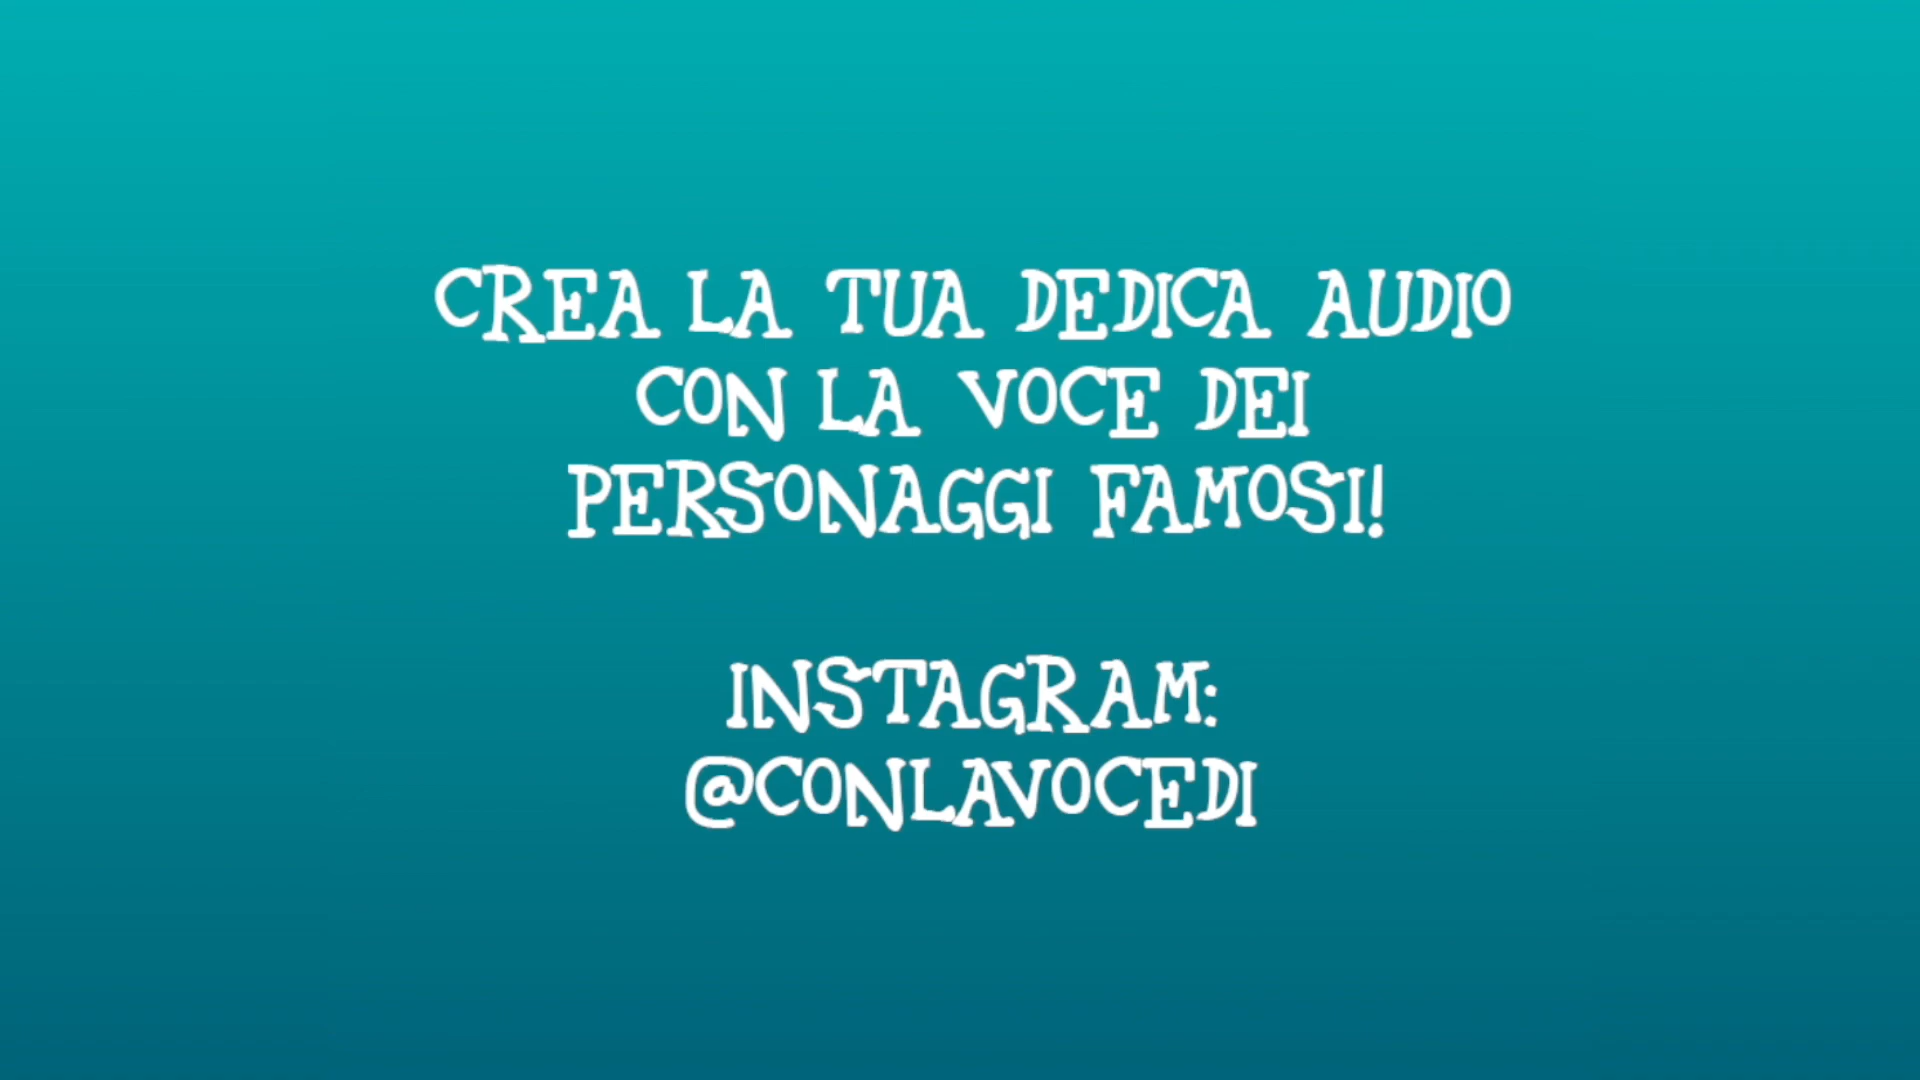 CREA LA TUA DEDICA AUDIO
CON LA VOCE DEI
PERSONAGGI FAMOSI!
INSTAGRAM:
@CONLAVOCEDI